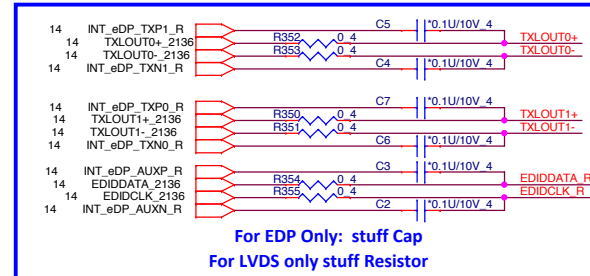 14 INT_eDP_TXP1_R C5 *0.1U/10V_4
14 TXLOUT0+_2136 R352 0_4 TXLOUT0+
14 TXLOUT0-_2136 R353 0_4 TXLOUT0-
14 INT_eDP_TXN1_R C4 *0.1U/10V_4
14 INT_eDP_TXP0_R C7 *0.1U/10V_4
14 TXLOUT1+_2136 R350 0_4 TXLOUT1+
14 TXLOUT1-_2136 R351 0_4 TXLOUT1-
14 INT_eDP_TXN0_R C6 *0.1U/10V_4
14 INT_eDP_AUXP_R C3 *0.1U/10V_4
14 EDIDDATA_2136 R354 0_4 EDIDDATA_R
14 EDIDCLK_2136 R355 0_4 EDIDCLK_R
14 INT_eDP_AUXN_R C2 *0.1U/10V_4
For EDP Only: stuff Cap
For LVDS only stuff Resistor